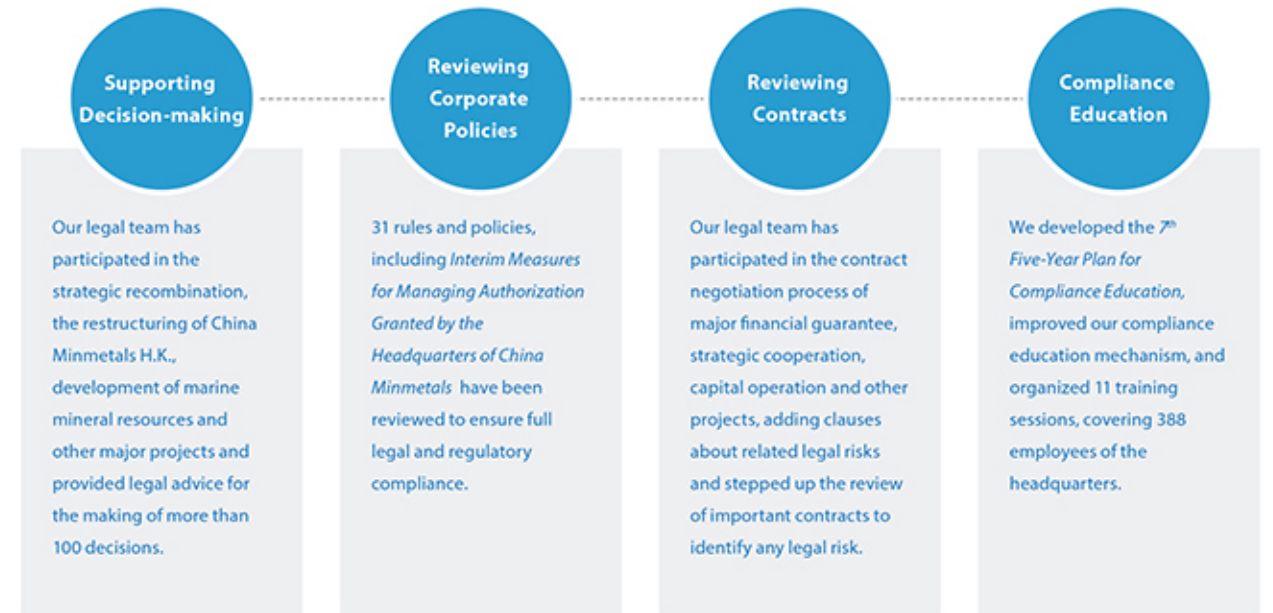 Supporting
Decision-making
Our legal team has
participated in the
strategic recombination,
the restructuring of China
Minmetals H.K.,
development of marine
mineral resources and
other major projects and
provided legal advice for
the making of more than
100 decisions.
Reviewing
Corporate
Policies
31 rules and policies,
including Interim Measures
for Managing Authorization
Granted by the
Headquarters of China
Minmetals have been
reviewed to ensure full
legal and regulatory
compliance.
Reviewing
Contracts
Our legal team has
participated in the contract
negotiation process of
major financial guarantee,
strategic cooperation,
capital operation and other
projects, adding clauses
about related legal risks
and stepped up the review
of important contracts to
identify any legal risk.
Compliance
Education
We developed the 7th
Five-Year Plan for
Compliance Education,
improved our compliance
education mechanism, and
organized 11 training
sessions, covering 388
employees of the
headquarters.